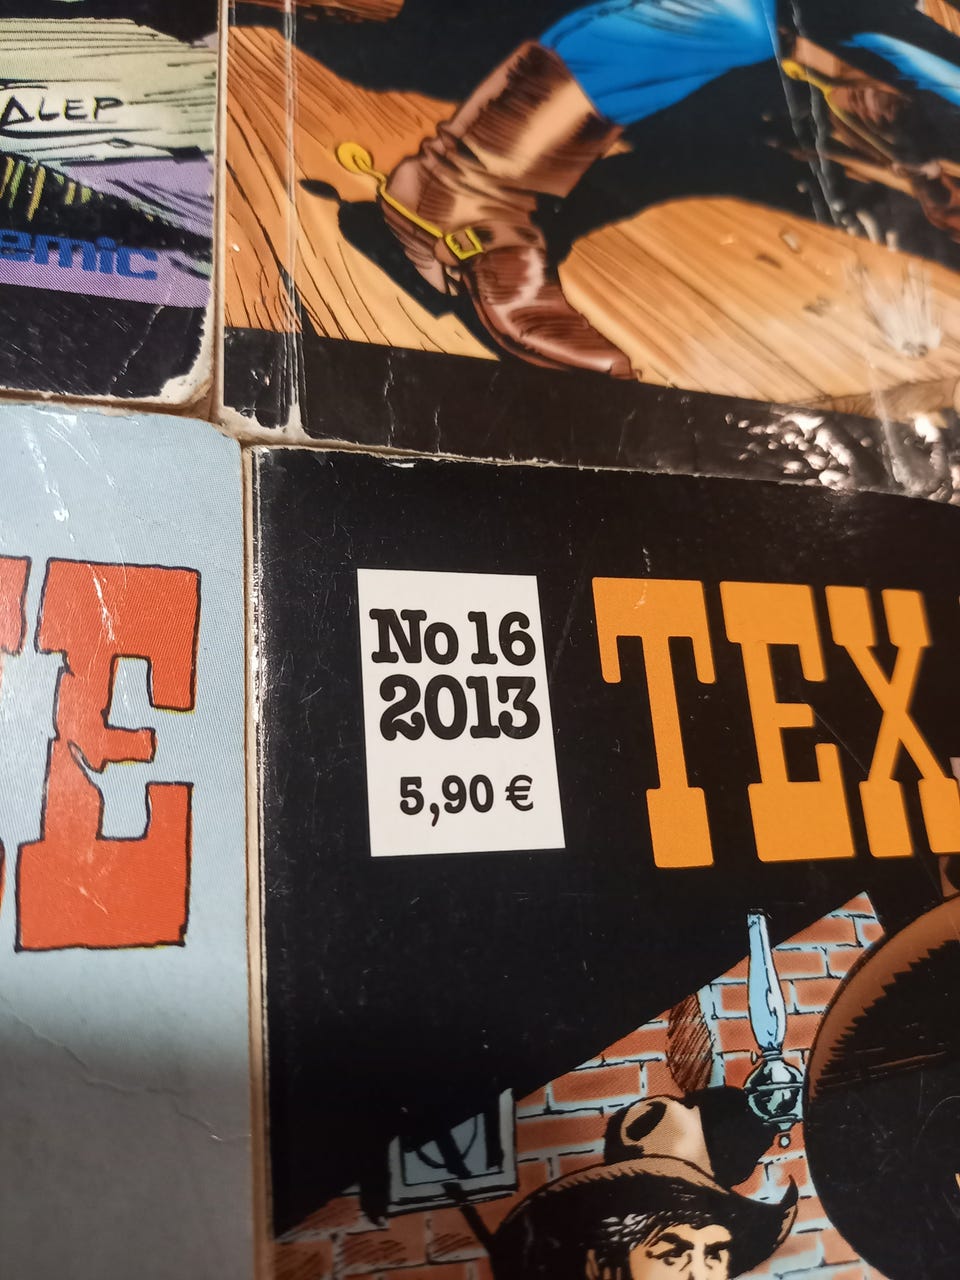 ALEP
emic
E
No 16
2013
5,90 €
TEX